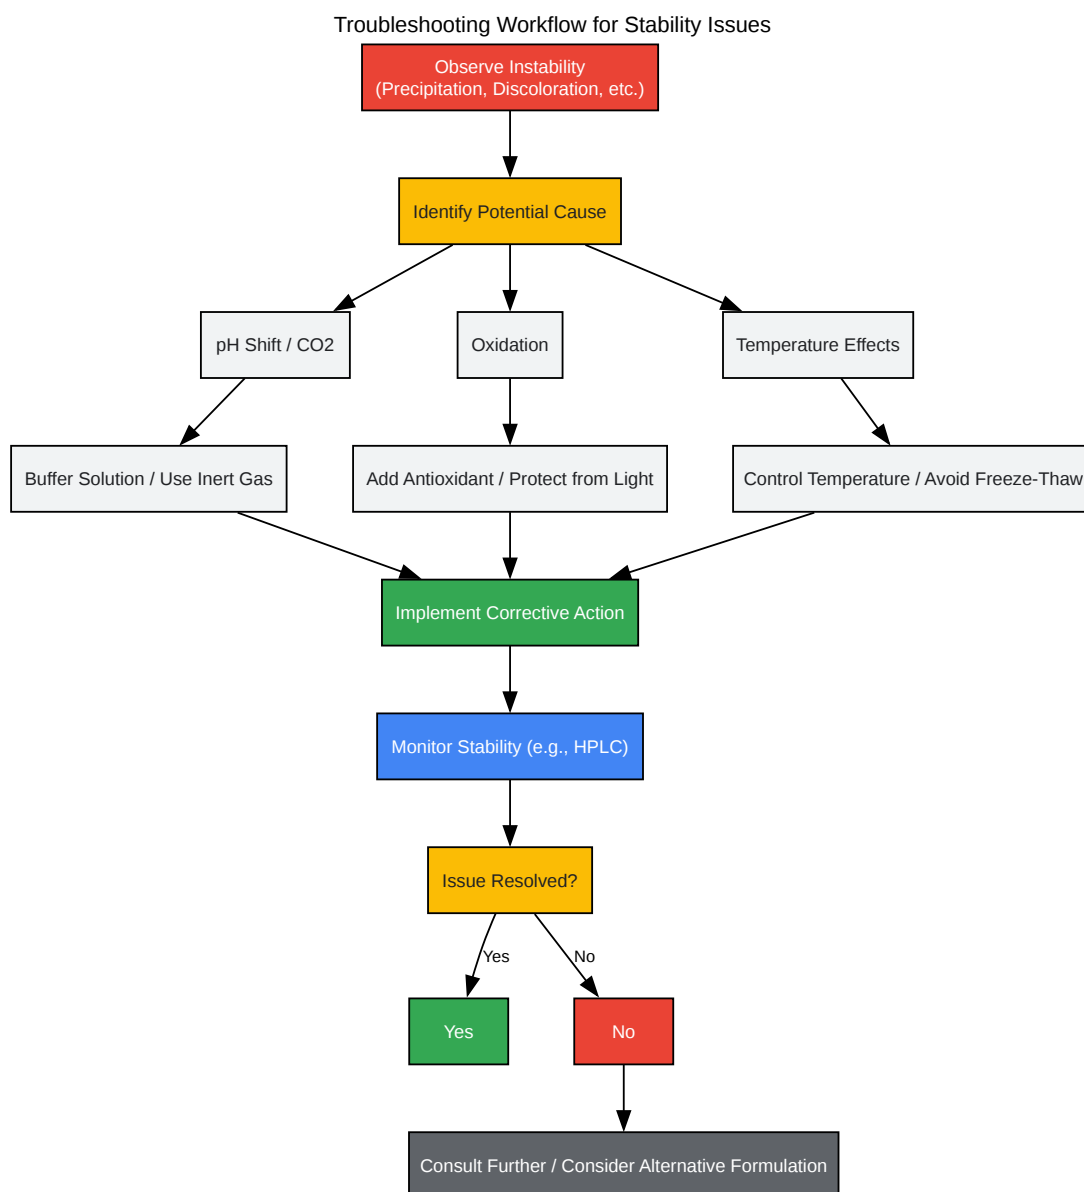 Troubleshooting Workflow for Stability Issues
Observe Instability
(Precipitation, Discoloration, etc.)
Identify Potential Cause
pH Shift / CO2
Oxidation
Temperature Effects
Buffer Solution / Use Inert Gas
Add Antioxidant / Protect from Light
Control Temperature / Avoid Freeze-Thaw
Implement Corrective Action
Monitor Stability (e.g., HPLC)
Issue Resolved?
Yes
No
Yes
No
Consult Further / Consider Alternative Formulation